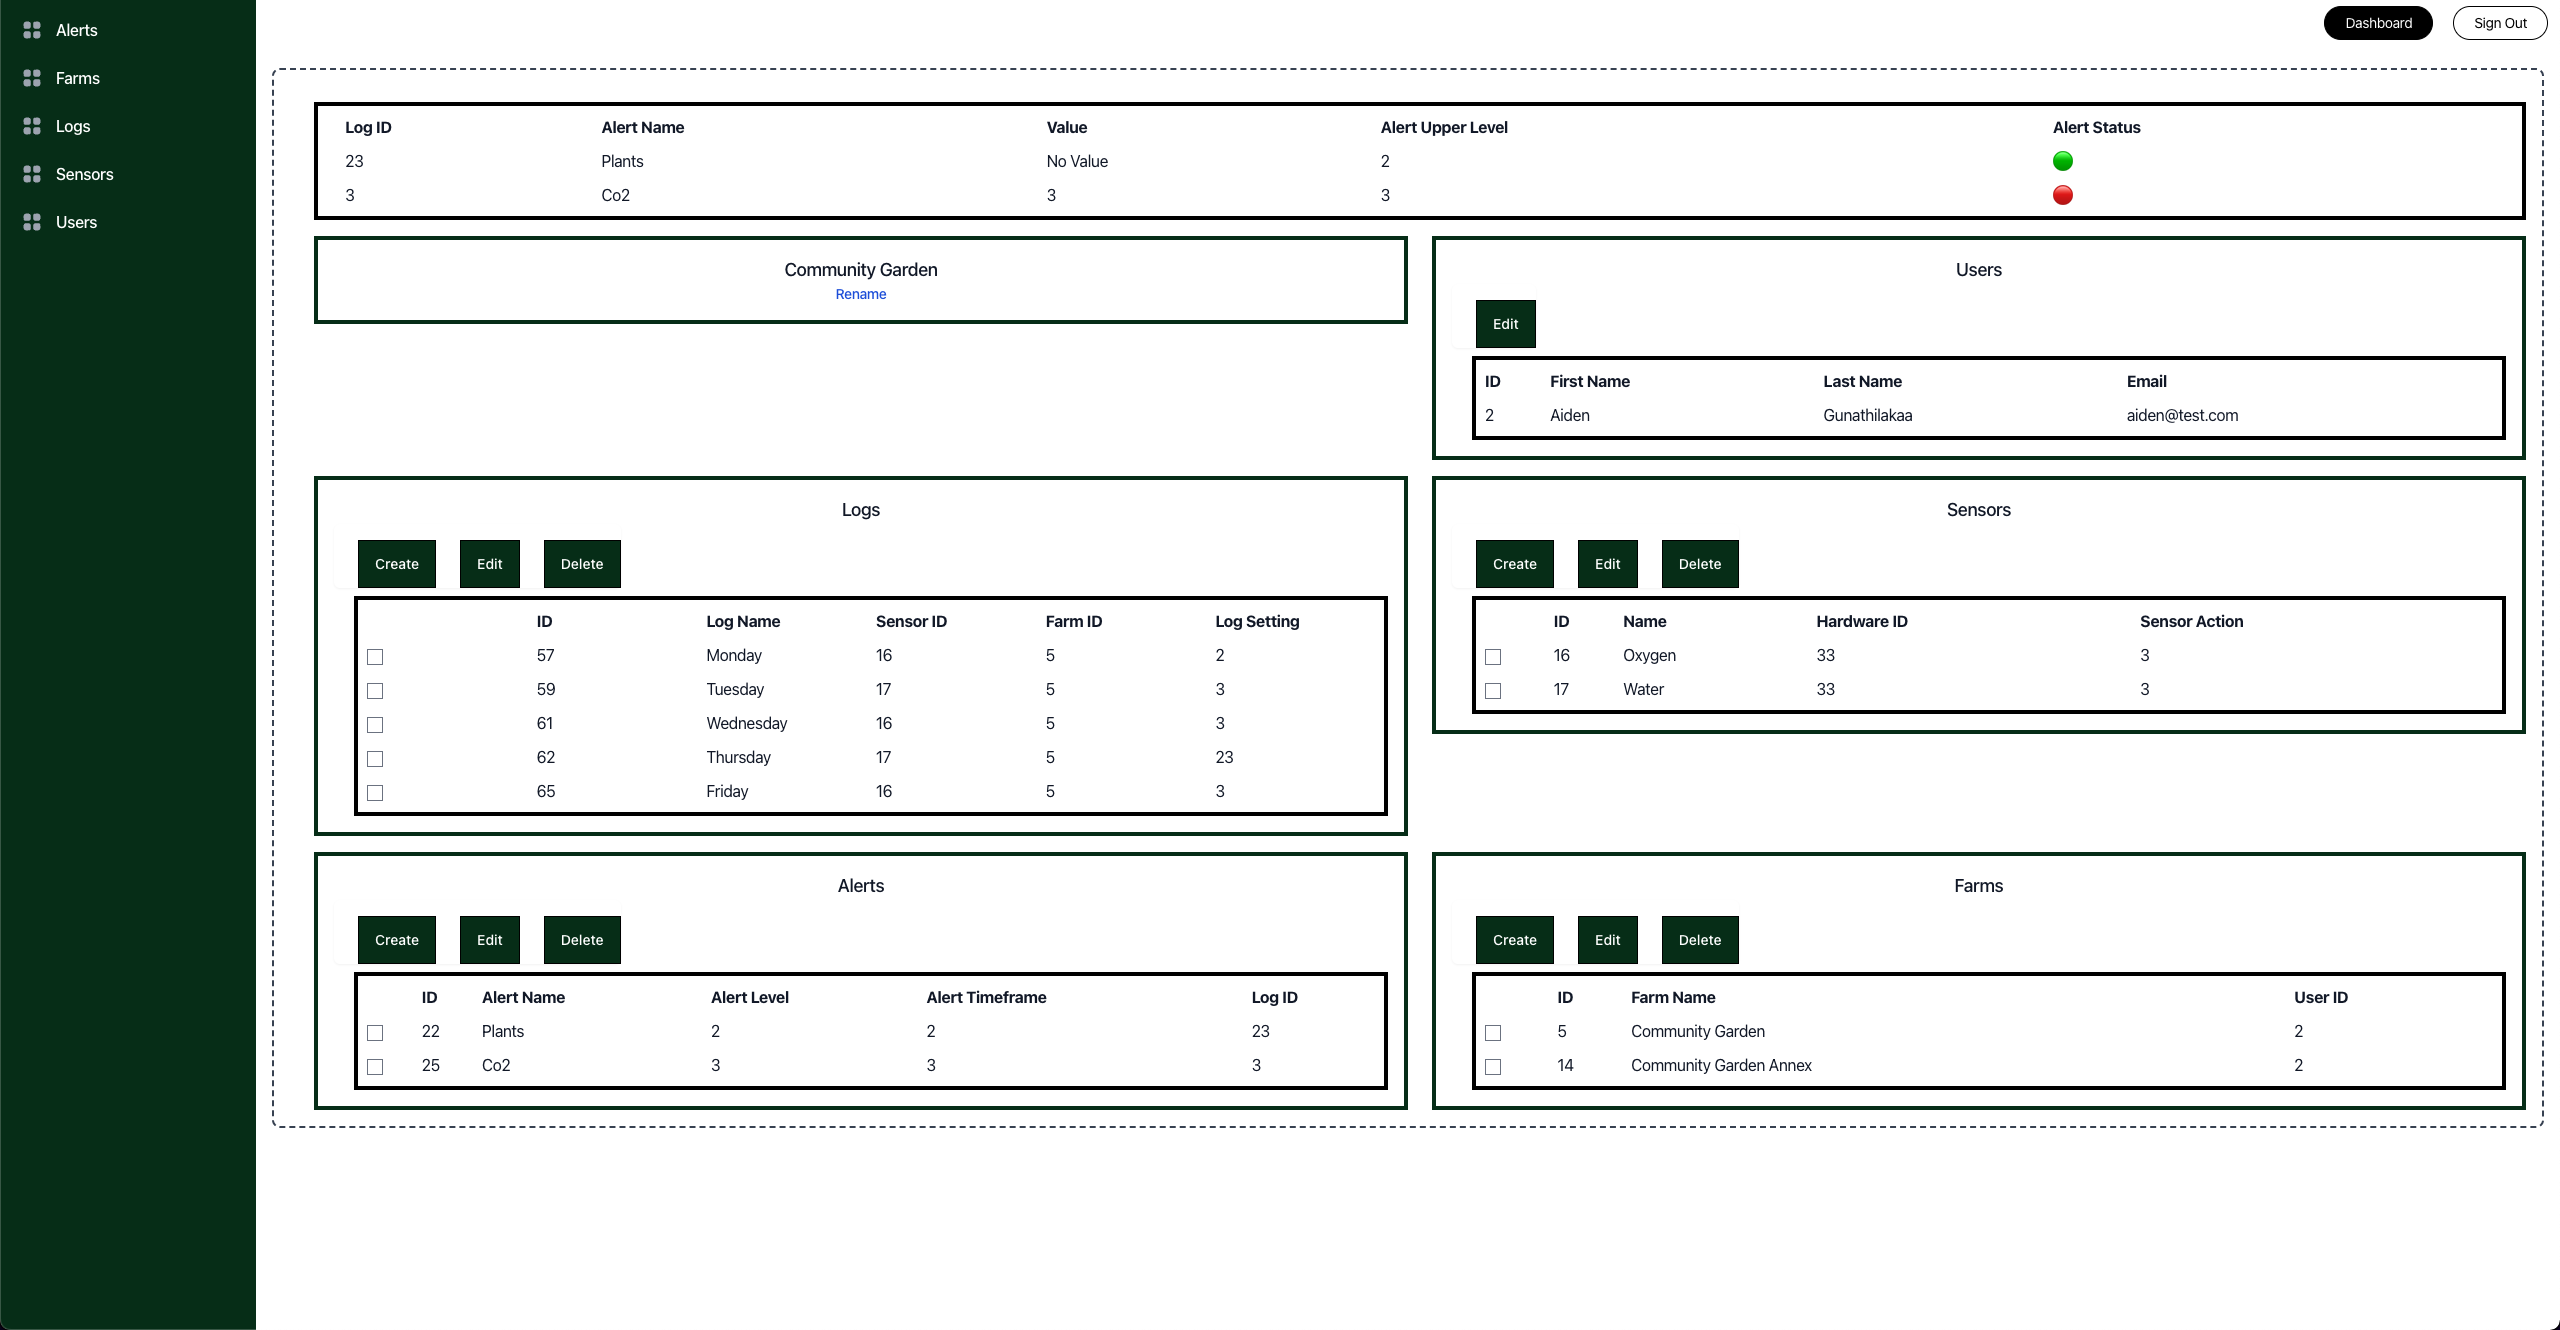 Alerts
Farms
Logs
Sensors
Users
Dashboard Sign Out
Log ID Alert Name Value Alert Upper Level Alert Status
23 Plants No Value 2
3 Co2 3 3
Community Garden
Rename
Users
Edit
ID First Name Last Name Email
2 Aiden Gunathilakaa aiden@test.com
Logs
Create Edit Delete
ID Log Name Sensor ID Farm ID Log Setting
57 Monday 16 5 2
59 Tuesday 17 5 3
61 Wednesday 16 5 3
62 Thursday 17 5 23
65 Friday 16 5 3
Sensors
Create Edit Delete
ID Name Hardware ID Sensor Action
16 Oxygen 33 3
17 Water 33 3
Alerts
Create Edit Delete
ID Alert Name Alert Level Alert Timeframe Log ID
22 Plants 2 2 23
25 Co2 3 3 3
Farms
Create Edit Delete
ID Farm Name User ID
5 Community Garden 2
14 Community Garden Annex 2